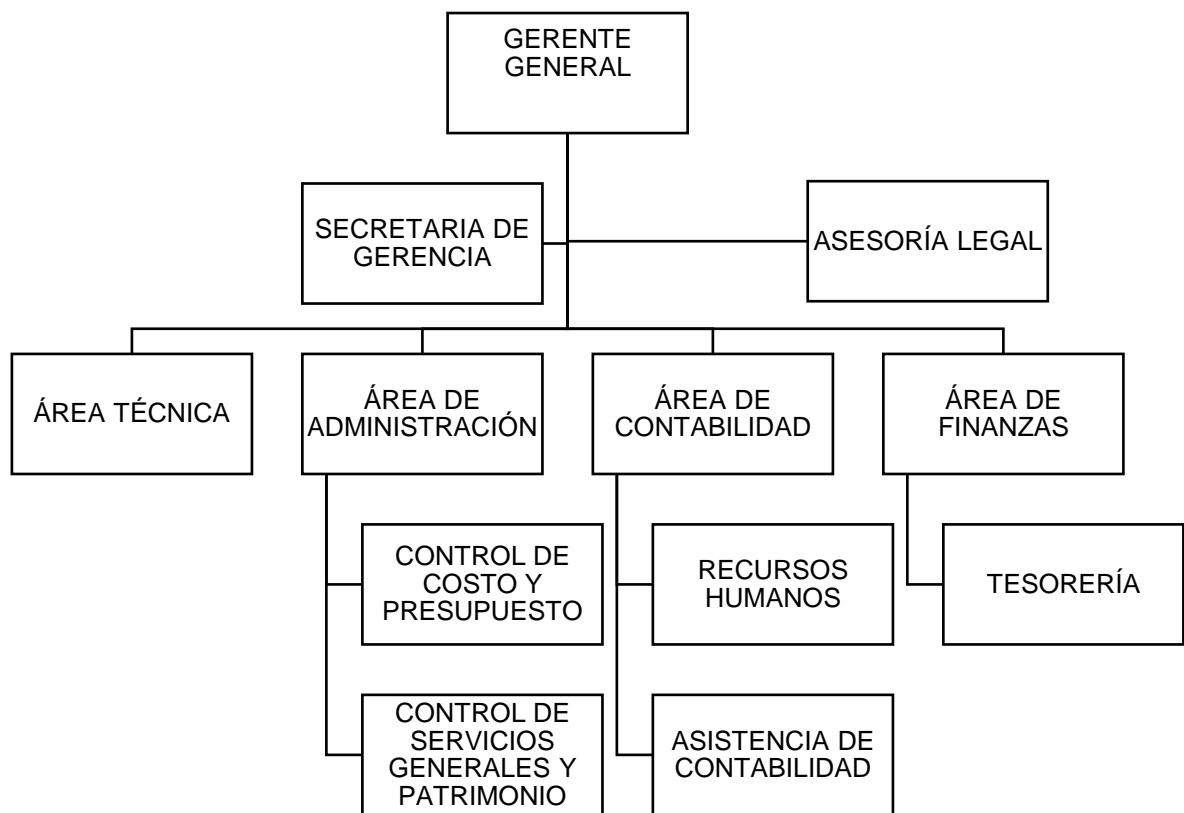 GERENTE
GENERAL
SECRETARIA DE
GERENCIA
ASESORÍA LEGAL
ÁREA TÉCNICA
ÁREA DE
ADMINISTRACIÓN
ÁREA DE
CONTABILIDAD
ÁREA DE
FINANZAS
CONTROL DE
COSTO Y
PRESUPUESTO
RECURSOS
HUMANOS
TESORERÍA
CONTROL DE
SERVICIOS
GENERALES Y
PATRIMONIO
ASISTENCIA DE
CONTABILIDAD